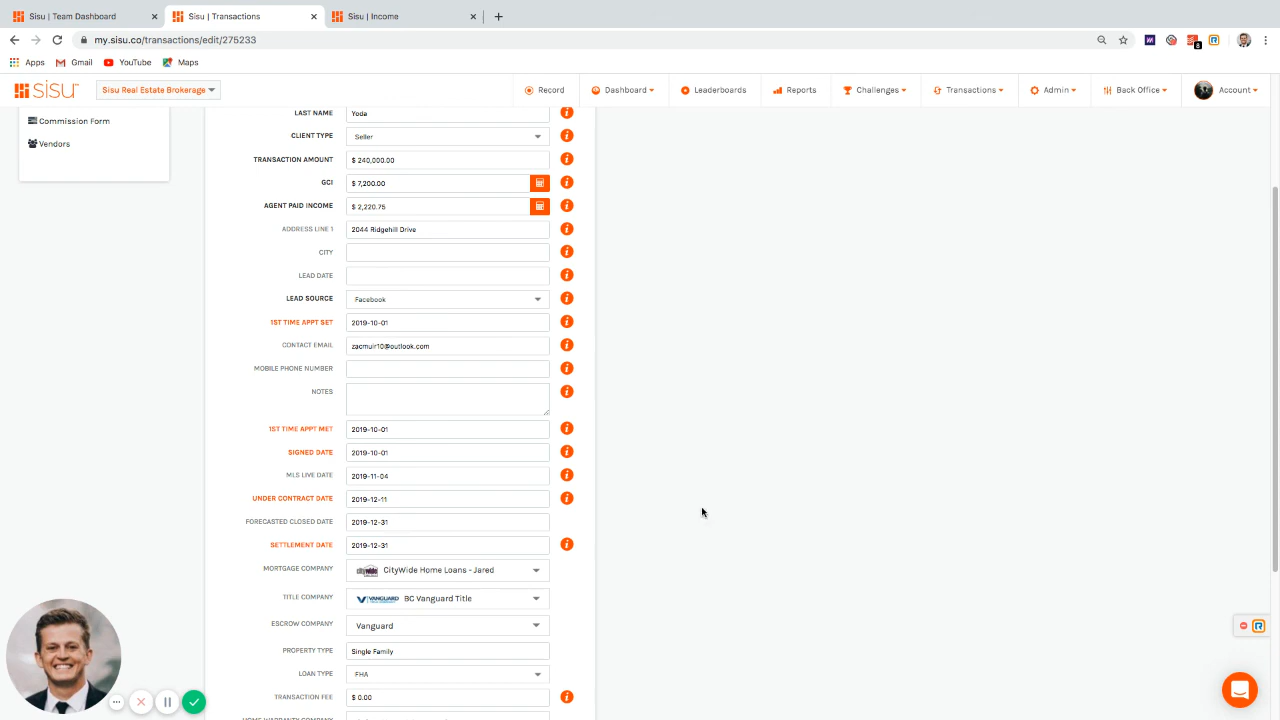 Sisu | Team Dashboard
Sisu | Transactions
Sisu | Income
my.sisu.co/transactions/edit/275233
8
Apps
Gmail
YouTube
Maps
sisu
Sisu Real Estate Brokerage
Record
Dashboard
Leaderboards
Reports
Challenges
Transactions
Admin
Back Office
Account
Commission Form
Vendors
LAST NAME Yoda
CLIENT TYPE Seller
TRANSACTION AMOUNT $ 240,000.00
GCI $ 7,200.00
AGENT PAID INCOME $ 2,220.75
ADDRESS LINE 1 2044 Ridgehill Drive
CITY
LEAD DATE
LEAD SOURCE Facebook
1ST TIME APPT SET 2019-10-01
CONTACT EMAIL zacmuir10@outlook.com
MOBILE PHONE NUMBER
NOTES
1ST TIME APPT MET 2019-10-01
SIGNED DATE 2019-10-01
MLS LIVE DATE 2019-11-04
UNDER CONTRACT DATE 2019-12-11
FORECASTED CLOSED DATE 2019-12-31
SETTLEMENT DATE 2019-12-31
MORTGAGE COMPANY citywide CityWide Home Loans - Jared
TITLE COMPANY VANGUARD BC Vanguard Title
ESCROW COMPANY Vanguard
PROPERTY TYPE Single Family
LOAN TYPE FHA
TRANSACTION FEE $ 0.00
HOME WARRANTY COMPANY